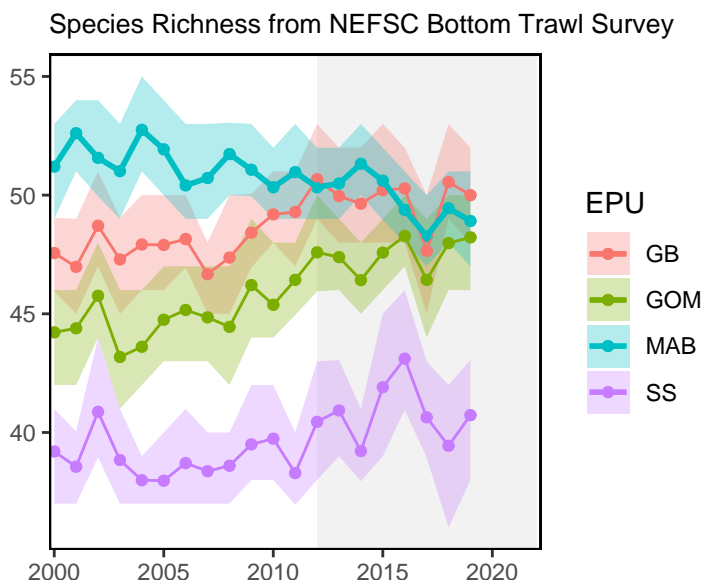 Species Richness from NEFSC Bottom Trawl Survey
55
50
45
40
2000
2005
2010
2015
2020
EPU
GB
GOM
MAB
SS